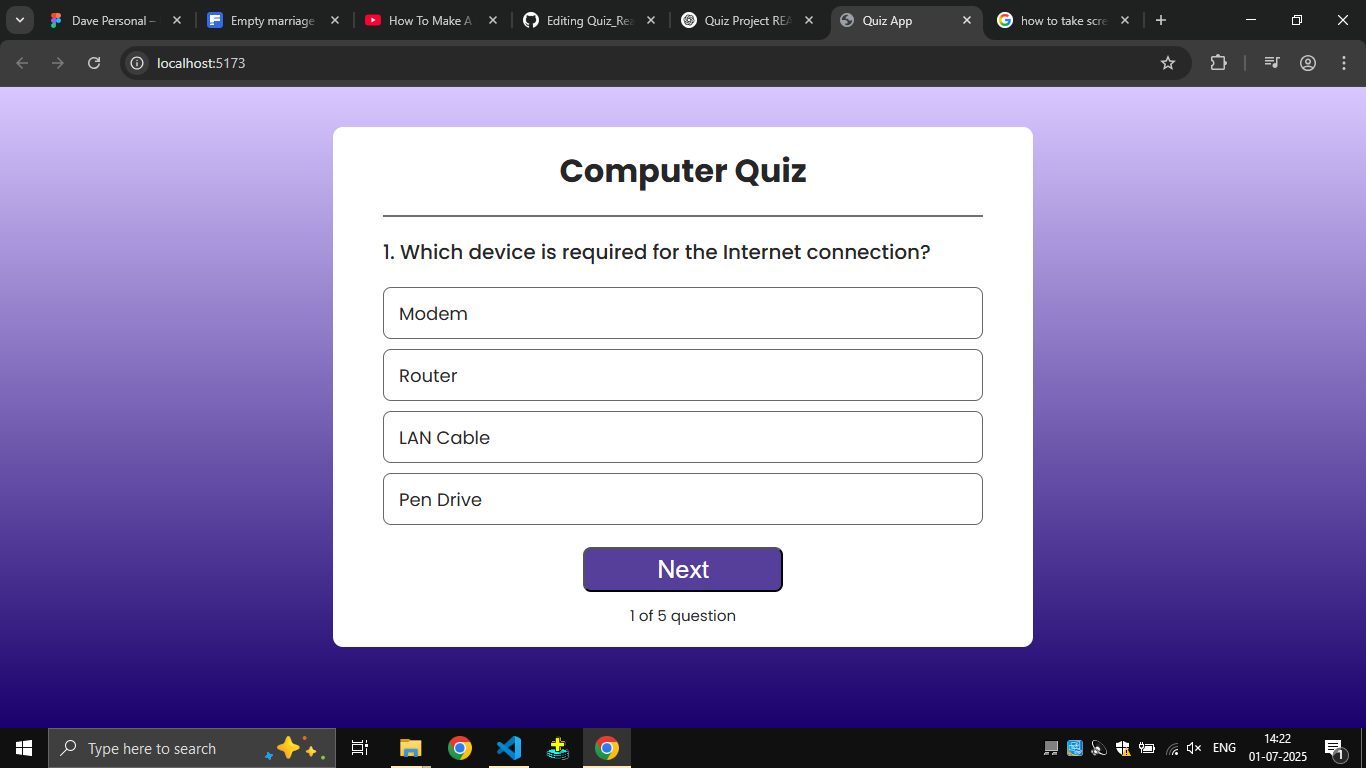 Dave Personal –
Empty marriage
How To Make A
Editing Quiz_Rea
Quiz Project REA
Quiz App
how to take scre
localhost:5173
Computer Quiz
1. Which device is required for the Internet connection?
Modem
Router
LAN Cable
Pen Drive
Next
1 of 5 question
Type here to search
ENG
14:22
01-07-2025
1